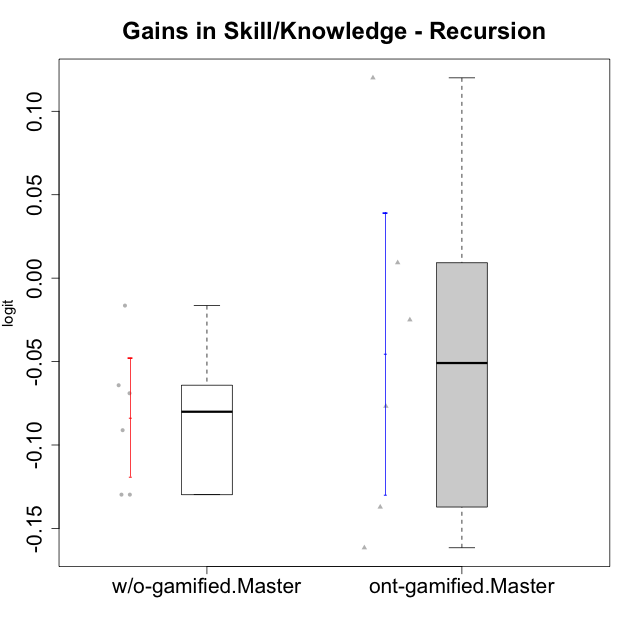 Gains in Skill/Knowledge - Recursion
0.10
0.05
0.00
-0.05
-0.10
-0.15
logit
w/o-gamified.Master
ont-gamified.Master